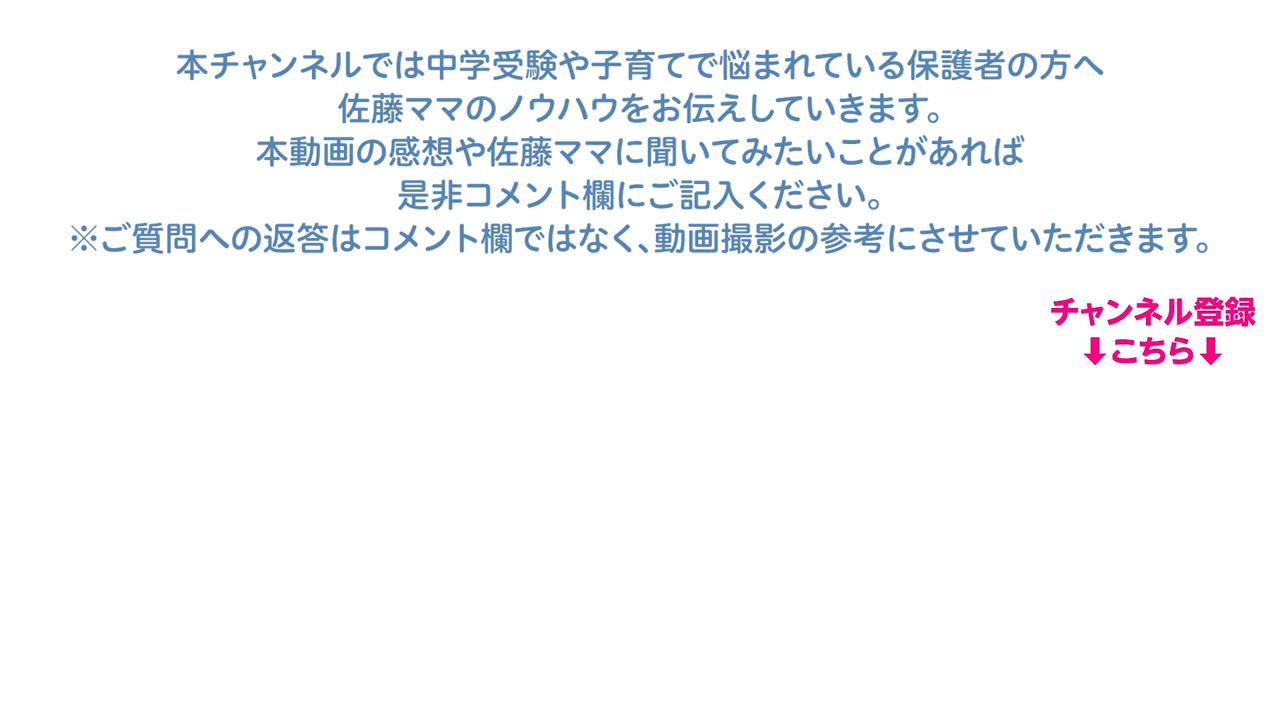 本チャンネルでは中学受験や子育てで悩まれている保護者の方へ
佐藤ママのノウハウをお伝えしていきます。
本動画の感想や佐藤ママに聞いてみたいことがあれば
是非コメント欄にご記入ください。
※ご質問への返答はコメント欄ではなく、動画撮影の参考にさせていただきます。
チャンネル登録
⬇こちら⬇